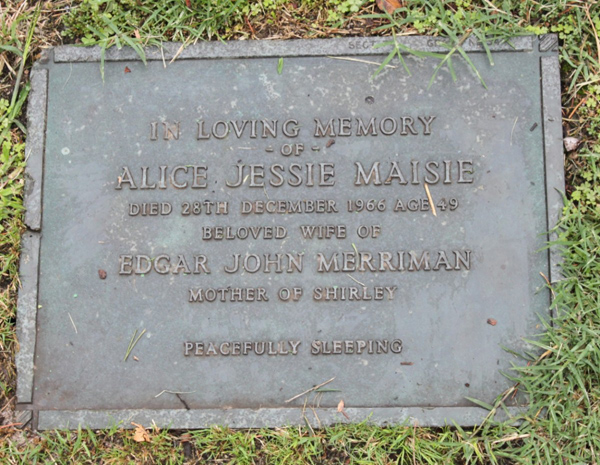 IN LOVING MEMORY
- OF -
ALICE JESSIE MAISIE
DIED 28TH DECEMBER 1966 AGE 49
BELOVED WIFE OF
EDGAR JOHN MERRIMAN
MOTHER OF SHIRLEY
PEACEFULLY SLEEPING